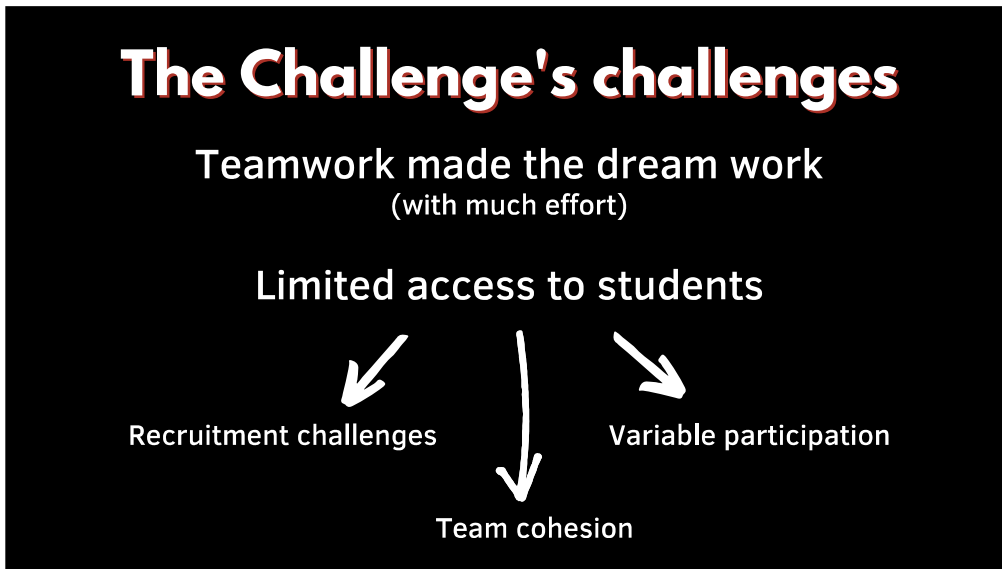 The Challenge's challenges
Teamwork made the dream work
(with much effort)
Limited access to students
Recruitment challenges
Variable participation
Team cohesion